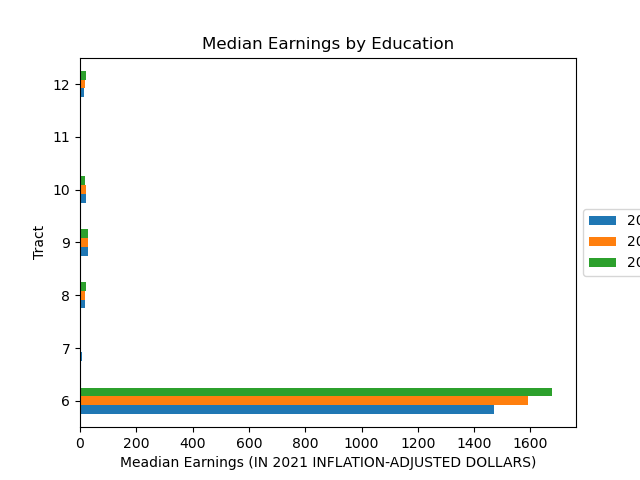 Median Earnings by Education
12
11
10
9
8
7
6
Tract
0 200 400 600 800 1000 1200 1400 1600
Meadian Earnings (IN 2021 INFLATION-ADJUSTED DOLLARS)
20
20
20